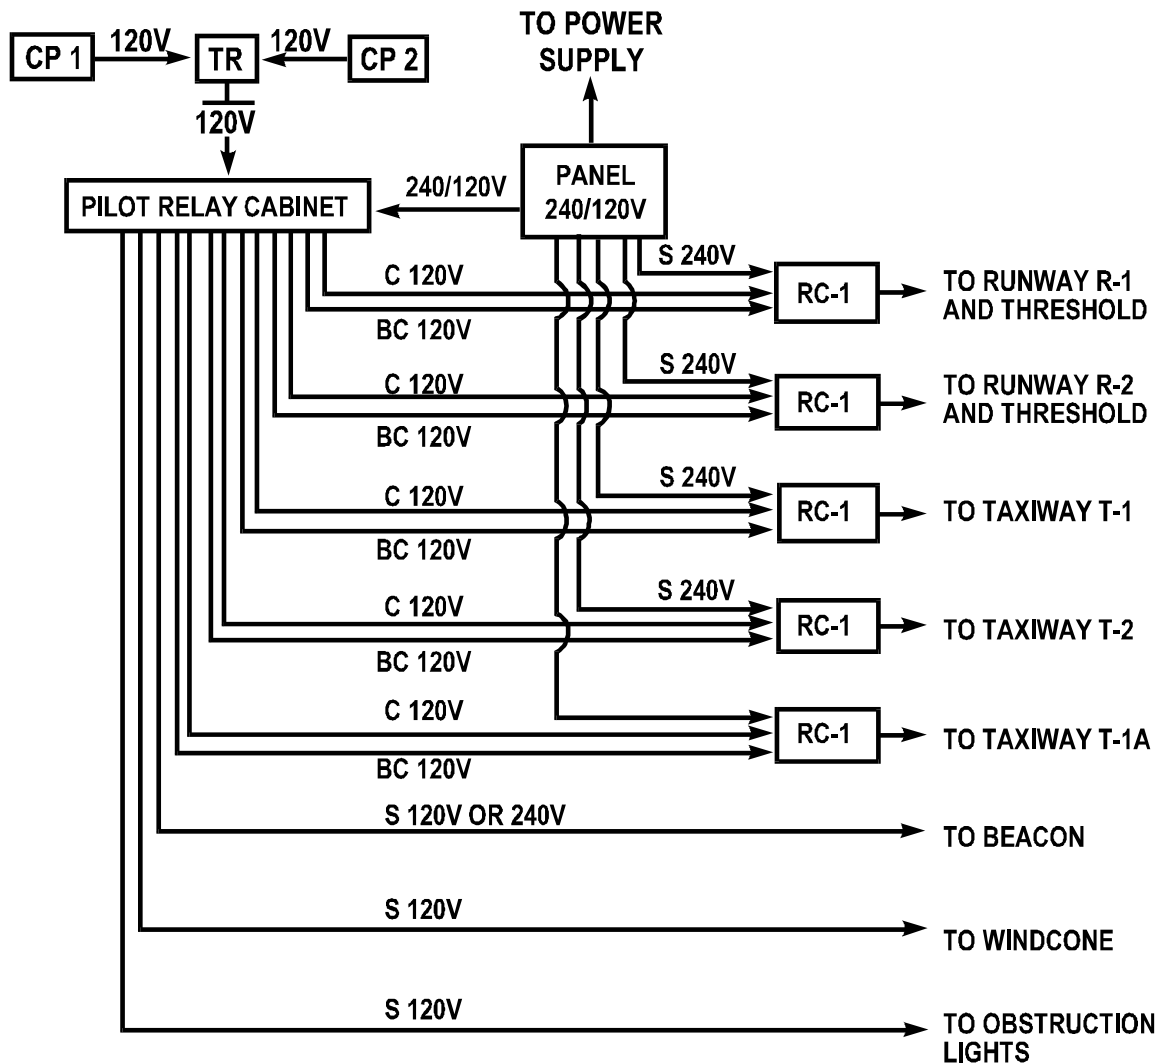 TO POWER
SUPPLY
CP 1
120V
TR
120V
CP 2
120V
PILOT RELAY CABINET
240/120V
PANEL
240/120V
S 240V
C 120V
BC 120V
RC-1
TO RUNWAY R-1
AND THRESHOLD
S 240V
C 120V
BC 120V
RC-1
TO RUNWAY R-2
AND THRESHOLD
S 240V
C 120V
BC 120V
RC-1
TO TAXIWAY T-1
S 240V
C 120V
BC 120V
RC-1
TO TAXIWAY T-2
C 120V
BC 120V
RC-1
TO TAXIWAY T-1A
S 120V OR 240V
TO BEACON
S 120V
TO WINDCONE
S 120V
TO OBSTRUCTION
LIGHTS